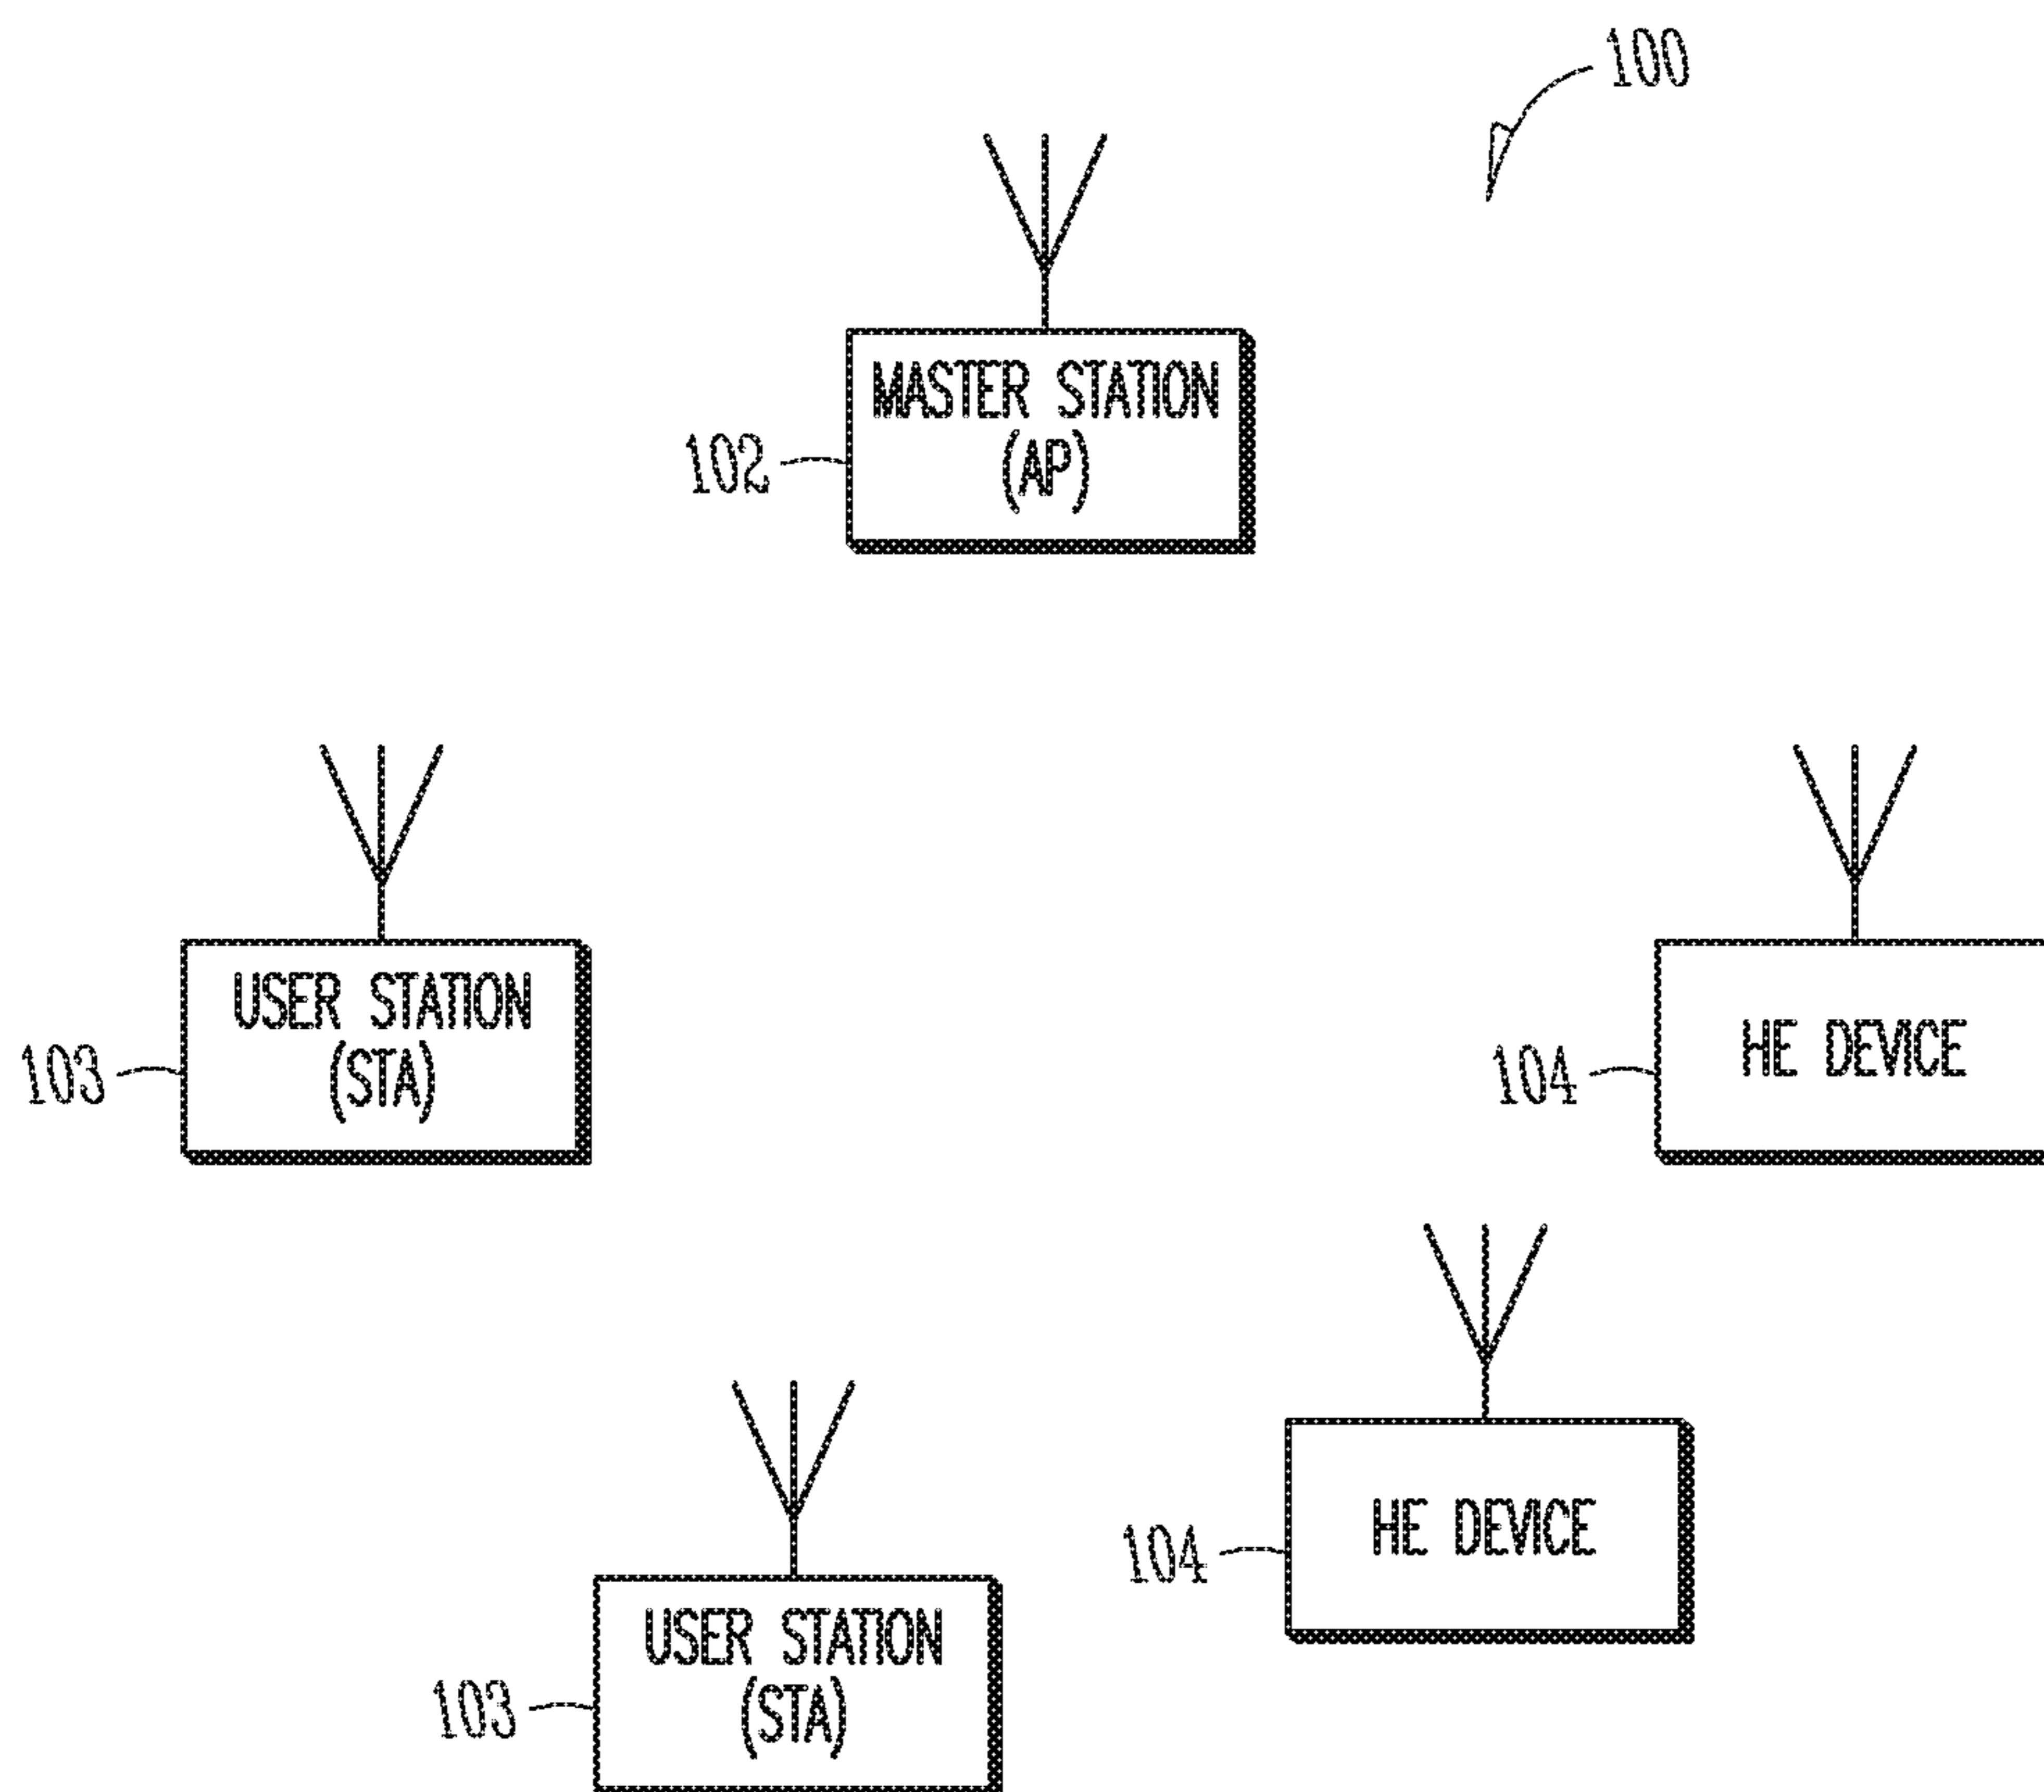 100
MASTER STATION
(AP)
102
USER STATION
(STA)
103
HE DEVICE
104
HE DEVICE
104
USER STATION
(STA)
103